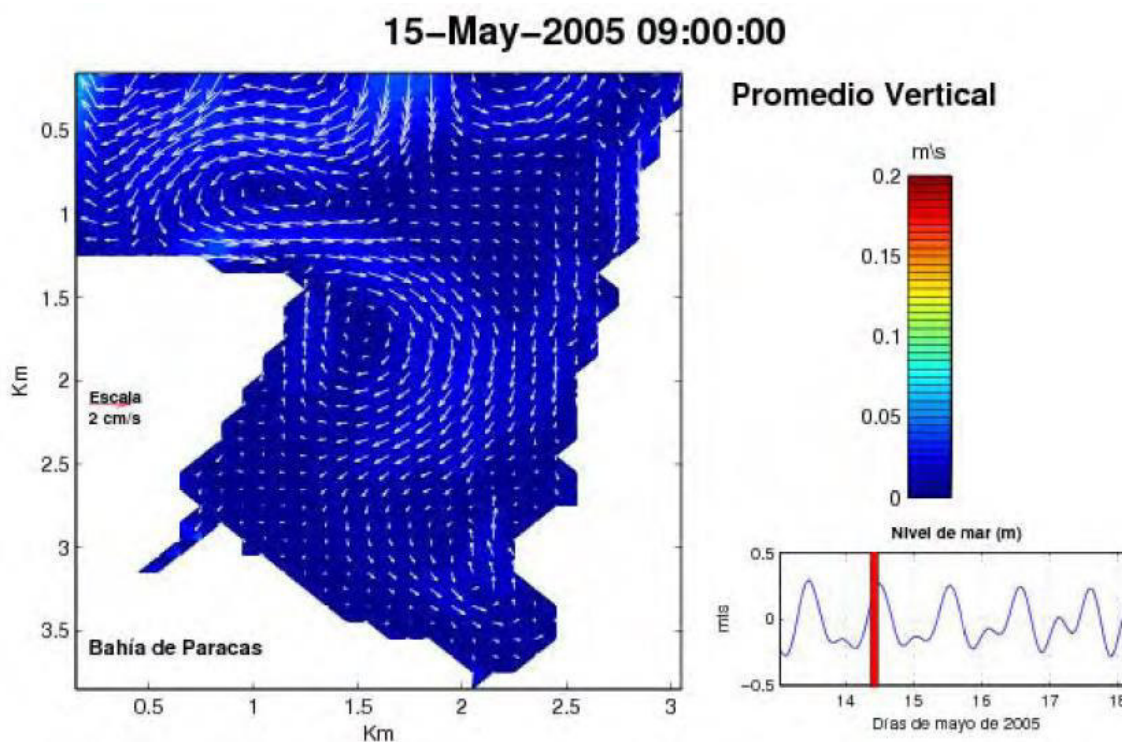 15-May-2005 09:00:00
Promedio Vertical
m\s
0.2
0.15
0.1
0.05
0
0.5
1
1.5
2
2.5
3
3.5
Km
Escala
2 cm/s
Bahía de Paracas
0.5
1
1.5
2
2.5
3
Km
Nivel de mar (m)
0.5
0
-0.5
mts
14
15
16
17
18
Días de mayo de 2005